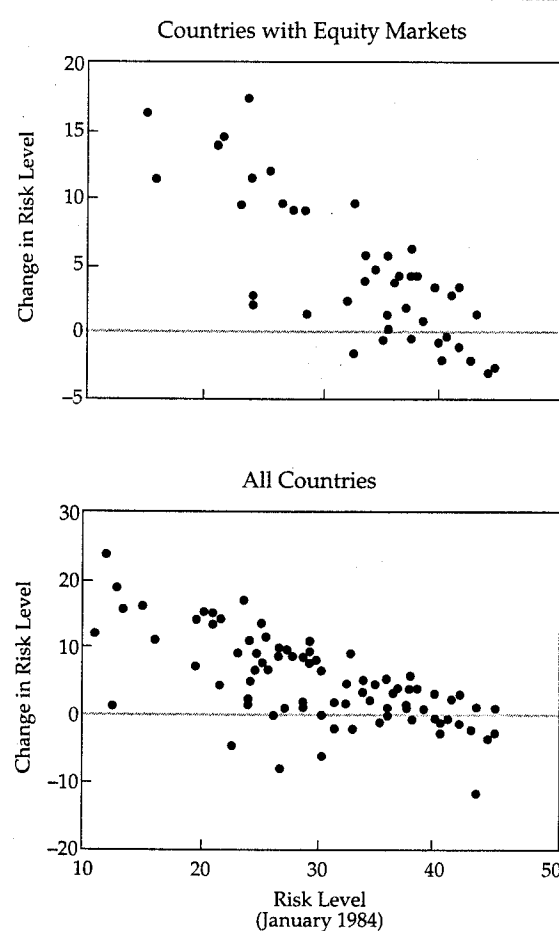 Countries with Equity Markets
20
15
10
5
0
−5
Change in Risk Level
All Countries
30
20
10
0
−10
−20
Change in Risk Level
10 20 30 40 50
Risk Level
(January 1984)